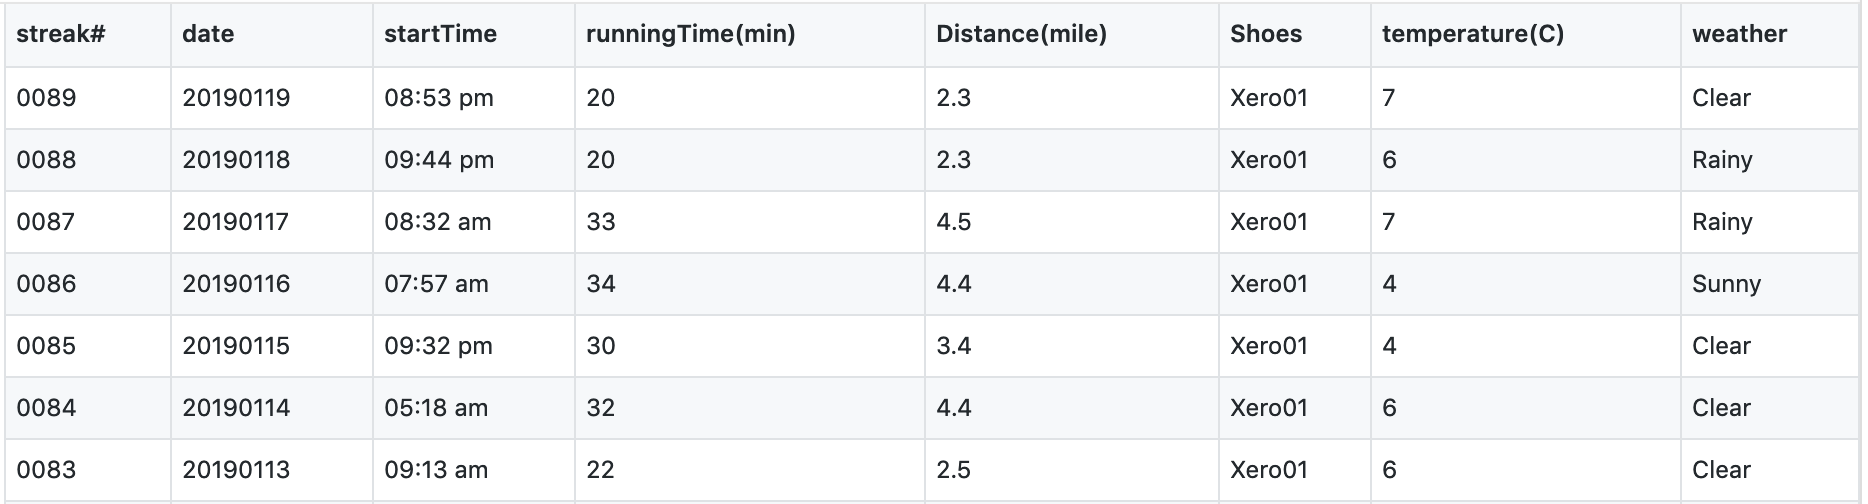 streak# date startTime runningTime(min) Distance(mile) Shoes temperature(C) weather
0089 20190119 08:53 pm 20 2.3 Xero01 7 Clear
0088 20190118 09:44 pm 20 2.3 Xero01 6 Rainy
0087 20190117 08:32 am 33 4.5 Xero01 7 Rainy
0086 20190116 07:57 am 34 4.4 Xero01 4 Sunny
0085 20190115 09:32 pm 30 3.4 Xero01 4 Clear
0084 20190114 05:18 am 32 4.4 Xero01 6 Clear
0083 20190113 09:13 am 22 2.5 Xero01 6 Clear